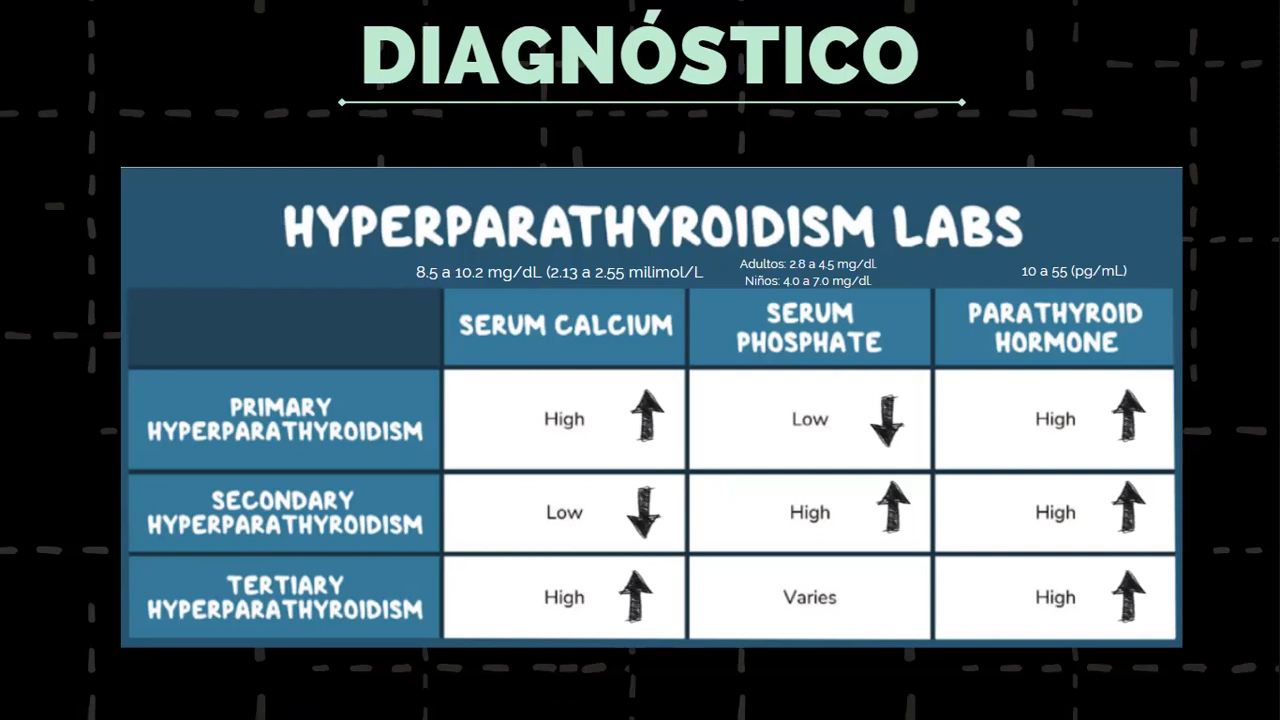 DIAGNÓSTICO
HYPERPARATHYROIDISM LABS
8.5 a 10.2 mg/dL (2.13 a 2.55 milimol/L
Adultos: 2.8 a 4.5 mg/dL
Niños: 4.0 a 7.0 mg/dL
10 a 55 (pg/mL)
SERUM CALCIUM
SERUM
PHOSPHATE
PARATHYROID
HORMONE
PRIMARY
HYPERPARATHYROIDISM
High
Low
High
SECONDARY
HYPERPARATHYROIDISM
Low
High
High
TERTIARY
HYPERPARATHYROIDISM
High
Varies
High